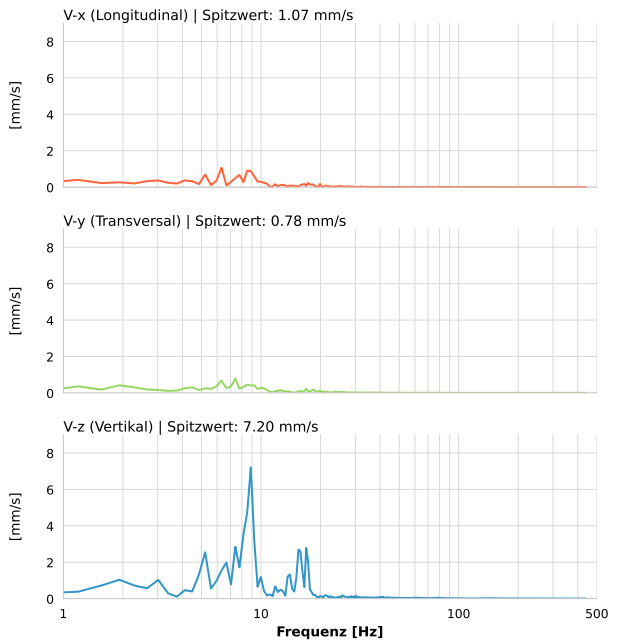 V-x (Longitudinal) | Spitzwert: 1.07 mm/s
8
6
4
2
0
[mm/s]
V-y (Transversal) | Spitzwert: 0.78 mm/s
8
6
4
2
0
[mm/s]
V-z (Vertikal) | Spitzwert: 7.20 mm/s
8
6
4
2
0
[mm/s]
1 10 100 500
Frequenz [Hz]